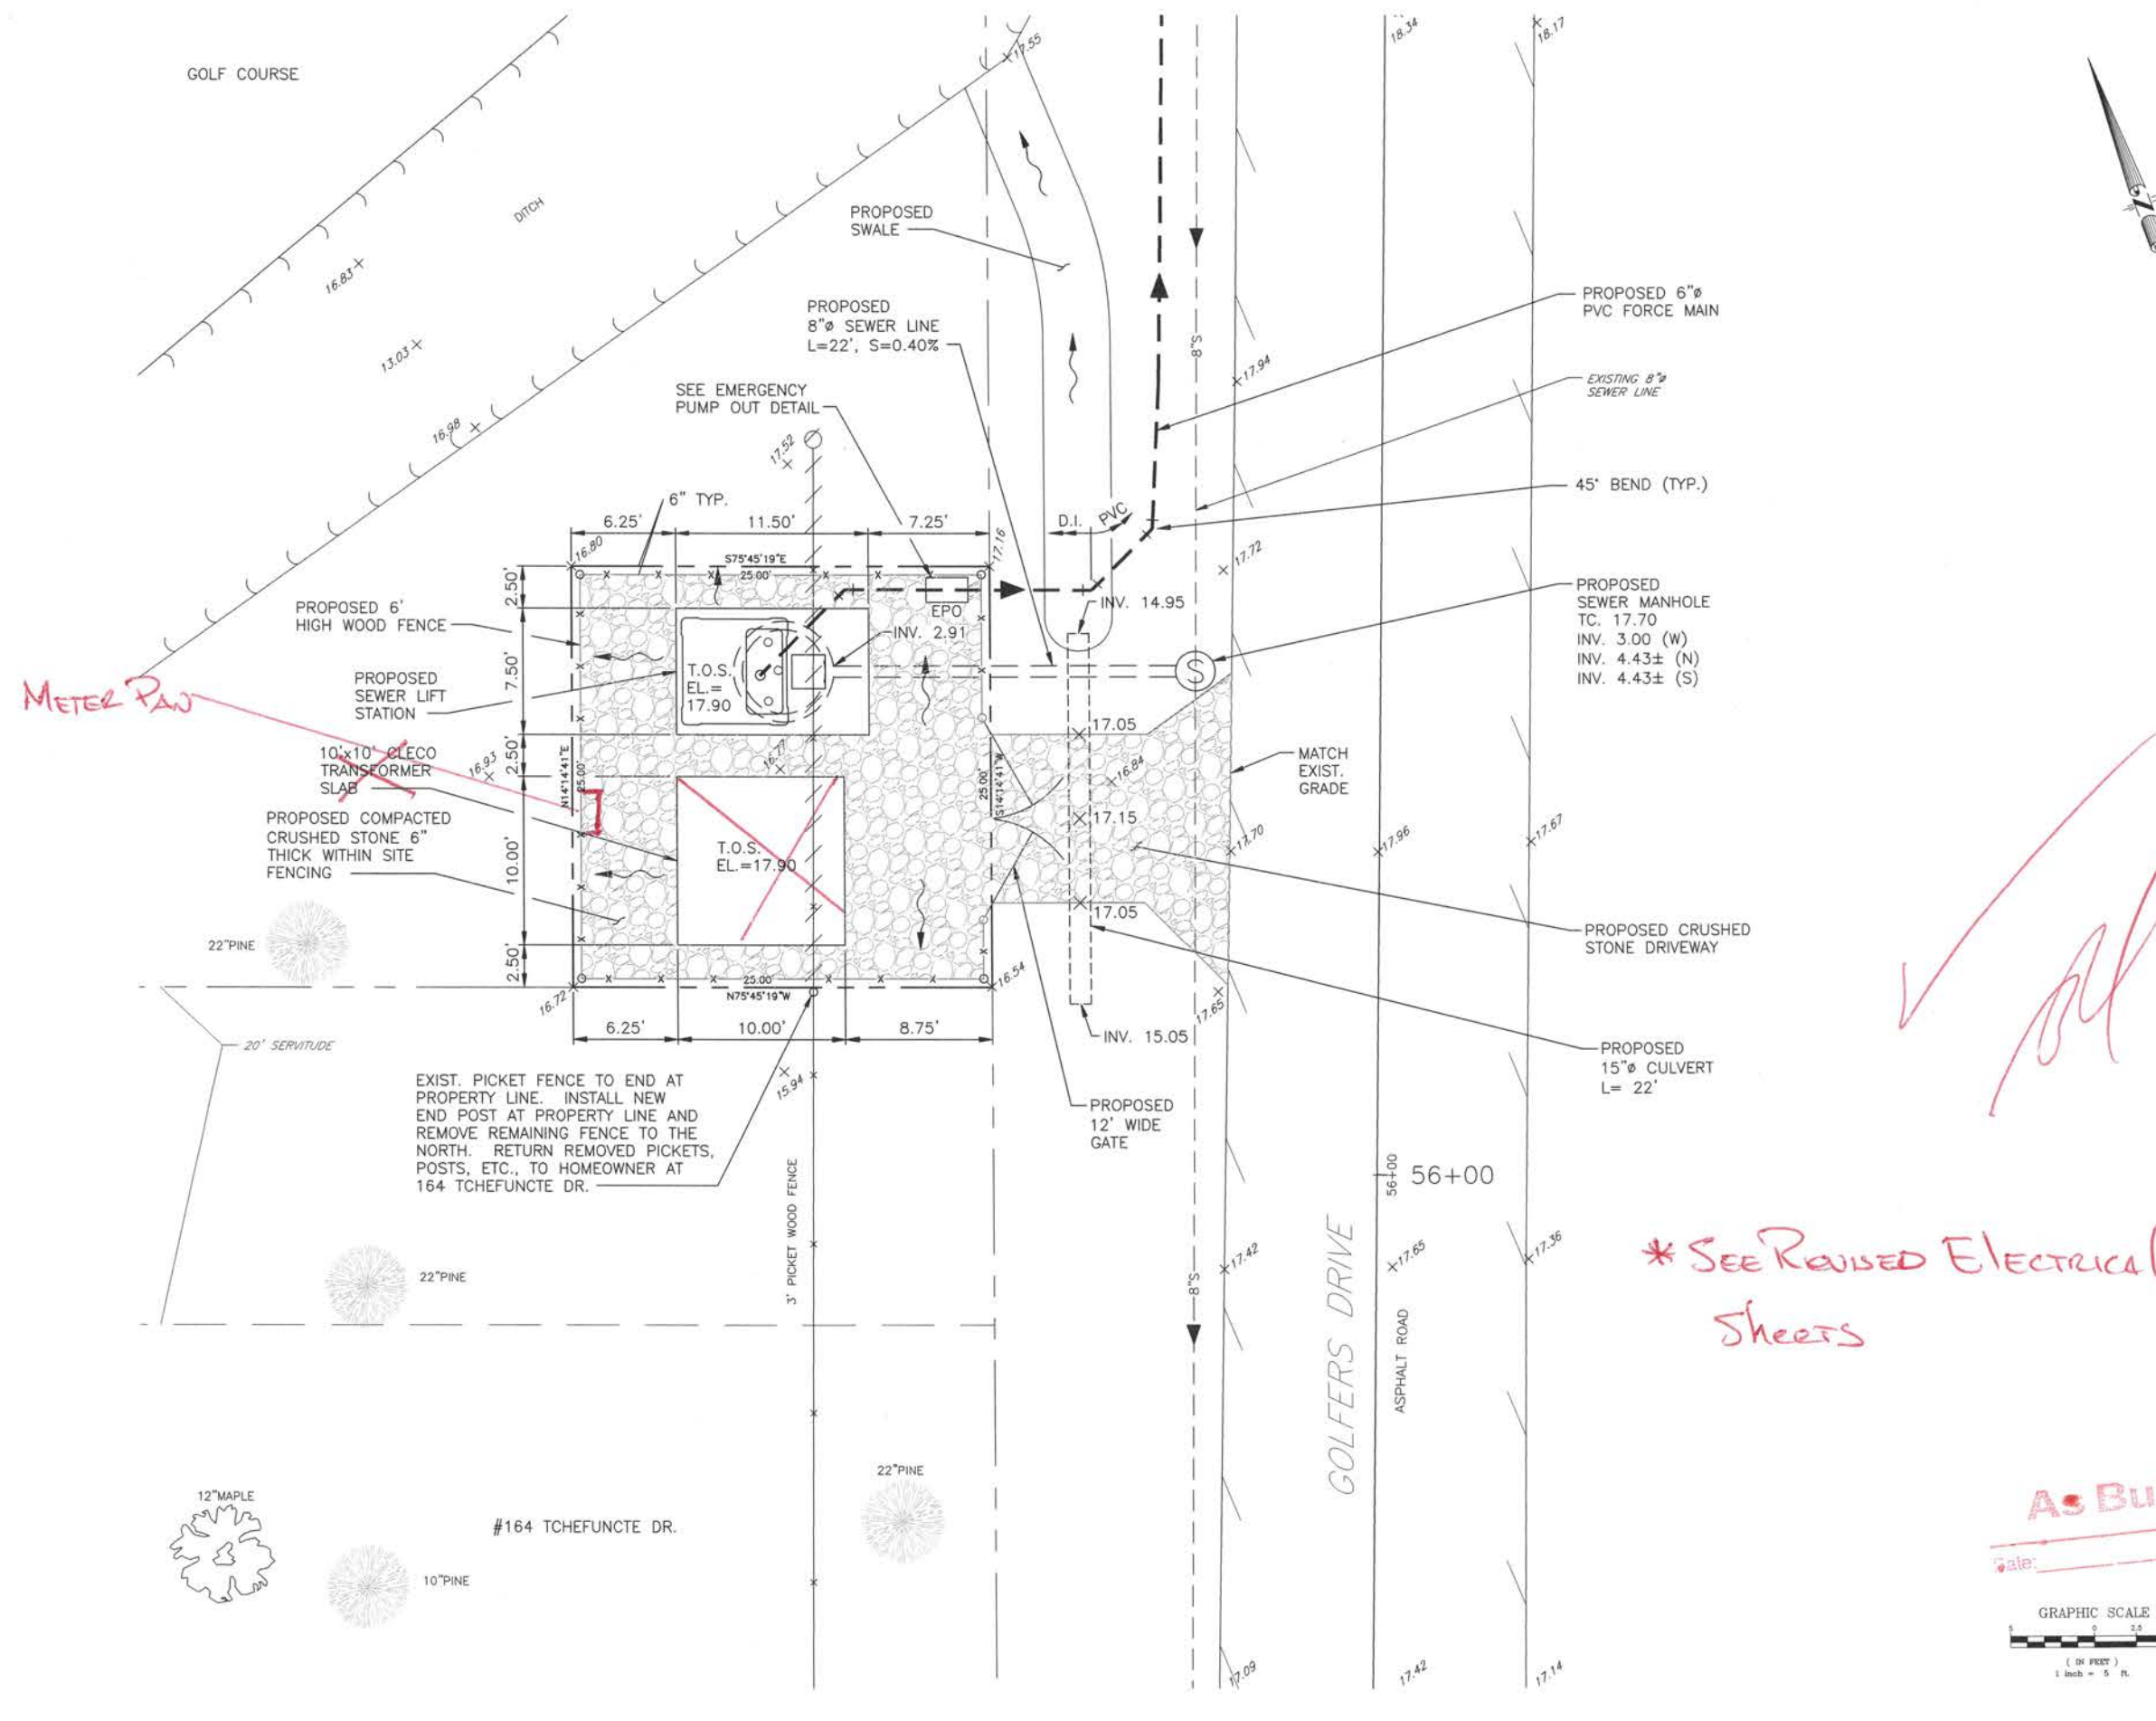 GOLF COURSE
DITCH
16.83
13.03
16.98
17.55
18.34
18.17
PROPOSED
SWALE
PROPOSED
8"ø SEWER LINE
L=22', S=0.40%
SEE EMERGENCY
PUMP OUT DETAIL
17.52
8"S
17.94
PROPOSED 6"ø
PVC FORCE MAIN
EXISTING 8"ø
SEWER LINE
45° BEND (TYP.)
6" TYP.
6.25'
11.50'
7.25'
D.I.
PVC
16.80
S75°45'19"E
25.00'
17.16
17.72
2.50'
7.50'
2.50'
10.00'
2.50'
PROPOSED 6'
HIGH WOOD FENCE
EPO
INV. 14.95
INV. 2.91
PROPOSED
SEWER MANHOLE
TC. 17.70
INV. 3.00 (W)
INV. 4.43± (N)
INV. 4.43± (S)
S
T.O.S.
EL.=
17.90
PROPOSED
SEWER LIFT
STATION
METER PAN
10'x10' CLECO
TRANSFORMER
SLAB
16.93
N14°14'41"E
25.00'
16.77
25.00'
S14°14'41"W
17.05
16.84
17.15
17.05
MATCH
EXIST.
GRADE
17.70
17.96
17.67
PROPOSED COMPACTED
CRUSHED STONE 6"
THICK WITHIN SITE
FENCING
T.O.S.
EL.=17.90
22"PINE
PROPOSED CRUSHED
STONE DRIVEWAY
16.72
25.00'
N75°45'19"W
16.54
17.65
6.25'
10.00'
8.75'
INV. 15.05
20' SERVITUDE
PROPOSED
15"ø CULVERT
L= 22'
EXIST. PICKET FENCE TO END AT
PROPERTY LINE. INSTALL NEW
END POST AT PROPERTY LINE AND
REMOVE REMAINING FENCE TO THE
NORTH. RETURN REMOVED PICKETS,
POSTS, ETC., TO HOMEOWNER AT
164 TCHEFUNCTE DR.
15.94
PROPOSED
12' WIDE
GATE
3' PICKET WOOD FENCE
56+00
56+00
22"PINE
8"S
17.42
17.65
17.36
GOLFERS DRIVE
ASPHALT ROAD
* SEE REVISED ElECTRICAl
SheeTS
22"PINE
12"MAPLE
#164 TCHEFUNCTE DR.
10"PINE
As Bu
17.09
17.42
17.14
GRAPHIC SCALE
5 0 2.5
( IN FEET )
1 inch = 5 ft.